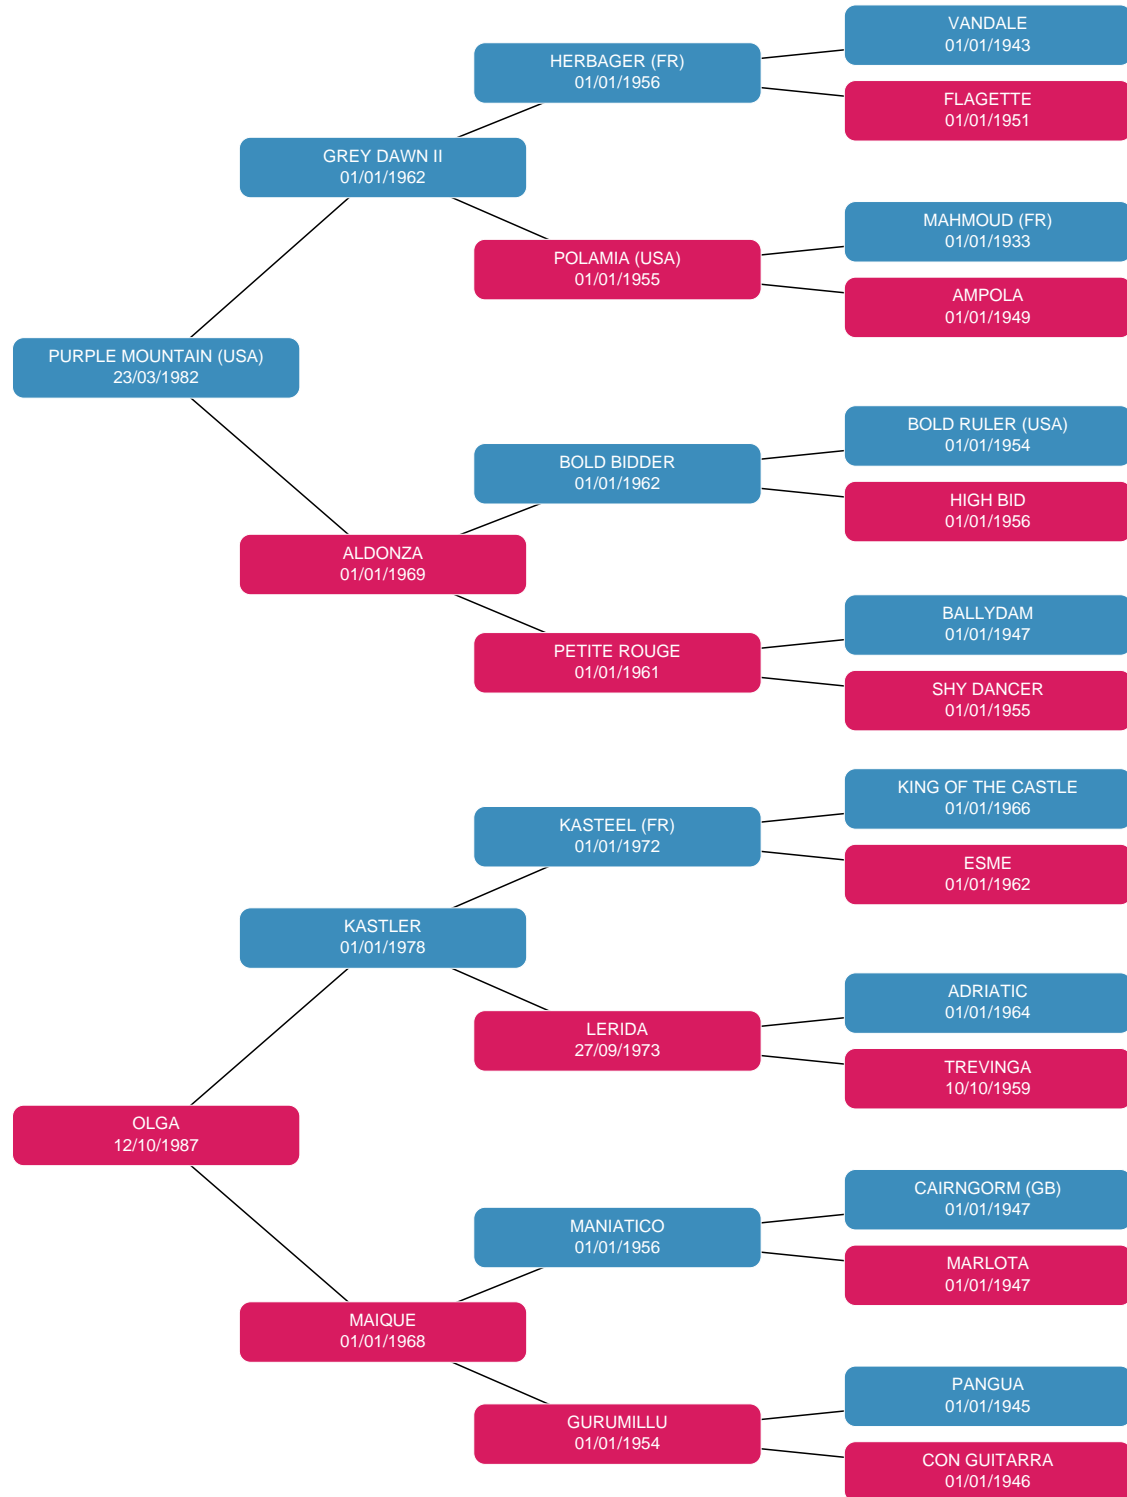 VANDALE
01/01/1943
HERBAGER (FR)
01/01/1956
FLAGETTE
01/01/1951
GREY DAWN II
01/01/1962
MAHMOUD (FR)
01/01/1933
POLAMIA (USA)
01/01/1955
AMPOLA
01/01/1949
PURPLE MOUNTAIN (USA)
23/03/1982
BOLD RULER (USA)
01/01/1954
BOLD BIDDER
01/01/1962
HIGH BID
01/01/1956
ALDONZA
01/01/1969
BALLYDAM
01/01/1947
PETITE ROUGE
01/01/1961
SHY DANCER
01/01/1955
KING OF THE CASTLE
01/01/1966
KASTEEL (FR)
01/01/1972
ESME
01/01/1962
KASTLER
01/01/1978
ADRIATIC
01/01/1964
LERIDA
27/09/1973
TREVINGA
10/10/1959
OLGA
12/10/1987
CAIRNGORM (GB)
01/01/1947
MANIATICO
01/01/1956
MARLOTA
01/01/1947
MAIQUE
01/01/1968
PANGUA
01/01/1945
GURUMILLU
01/01/1954
CON GUITARRA
01/01/1946